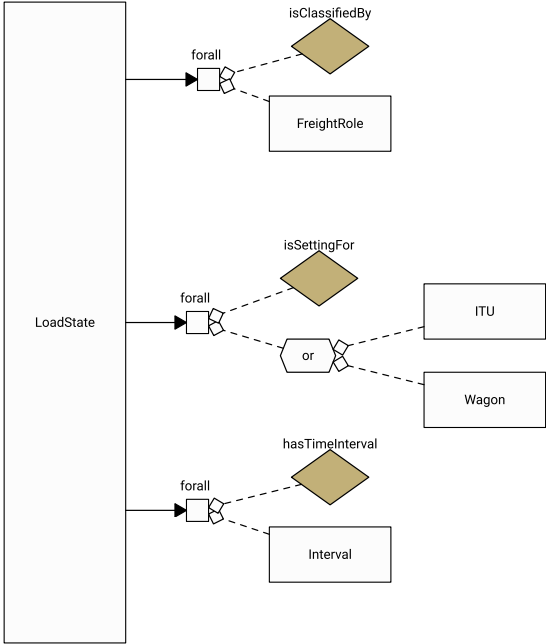 isClassifiedBy
forall
FreightRole
isSettingFor
forall
ITU
LoadState
or
Wagon
hasTimeInterval
forall
Interval